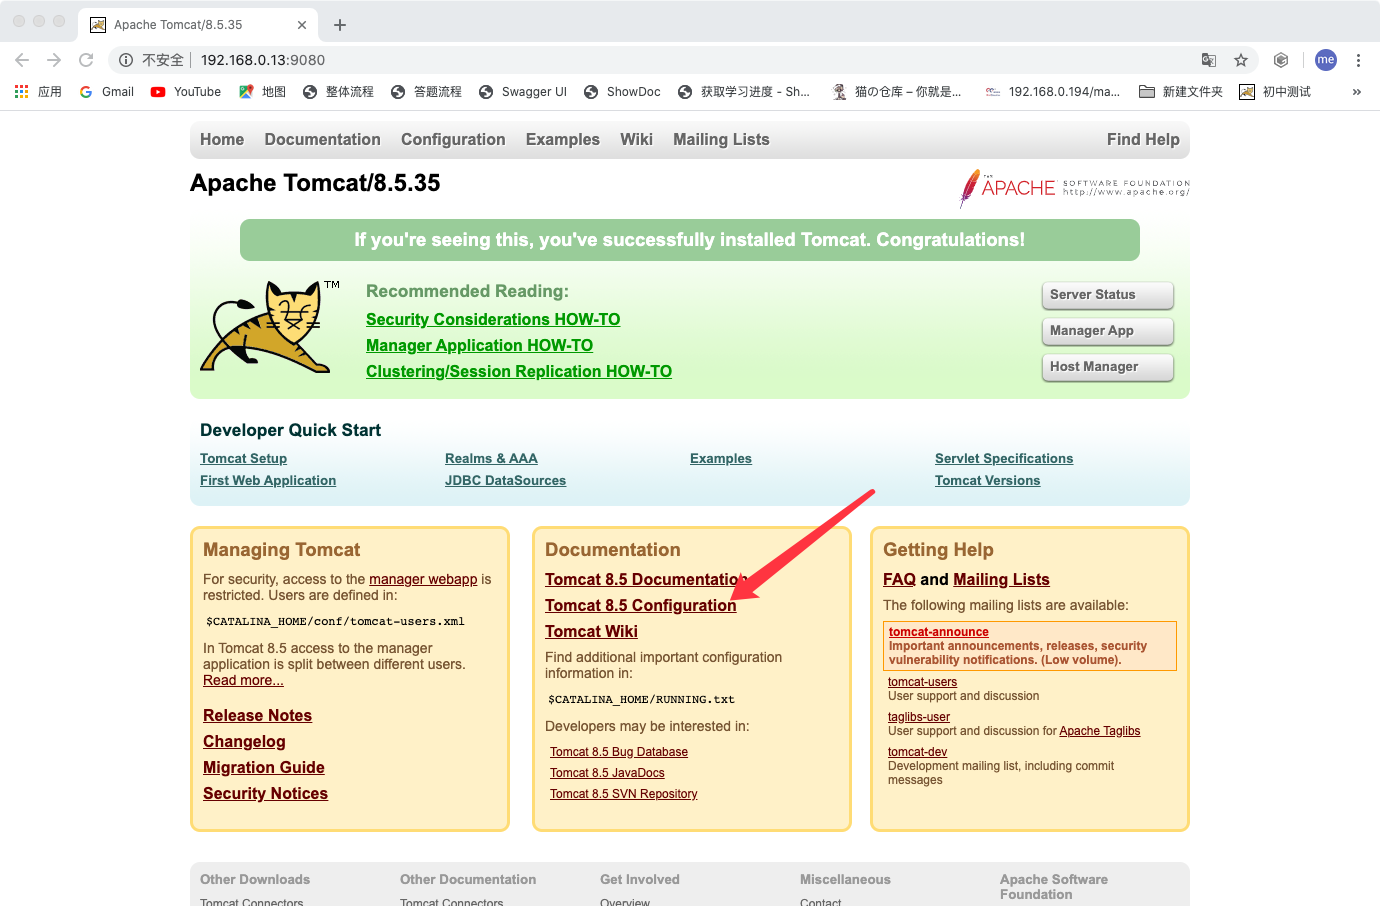 Apache Tomcat/8.5.35
不安全 192.168.0.13:9080
me
应用 Gmail YouTube 地图 整体流程 答题流程 Swagger UI ShowDoc 获取学习进度 - Sh... 猫の仓库 – 你就是... 192.168.0.194/ma... 新建文件夹 初中测试 »
Home Documentation Configuration Examples Wiki Mailing Lists Find Help
Apache Tomcat/8.5.35
THE APACHE SOFTWARE FOUNDATION
http://www.apache.org/
If you're seeing this, you've successfully installed Tomcat. Congratulations!
TM
Recommended Reading:
Security Considerations HOW-TO
Manager Application HOW-TO
Clustering/Session Replication HOW-TO
Server Status
Manager App
Host Manager
Developer Quick Start
Tomcat Setup
First Web Application
Realms & AAA
JDBC DataSources
Examples
Servlet Specifications
Tomcat Versions
Managing Tomcat
For security, access to the manager webapp is
restricted. Users are defined in:
$CATALINA_HOME/conf/tomcat-users.xml
In Tomcat 8.5 access to the manager
application is split between different users.
Read more...
Release Notes
Changelog
Migration Guide
Security Notices
Documentation
Tomcat 8.5 Documentation
Tomcat 8.5 Configuration
Tomcat Wiki
Find additional important configuration
information in:
$CATALINA_HOME/RUNNING.txt
Developers may be interested in:
Tomcat 8.5 Bug Database
Tomcat 8.5 JavaDocs
Tomcat 8.5 SVN Repository
Getting Help
FAQ and Mailing Lists
The following mailing lists are available:
tomcat-announce
Important announcements, releases, security
vulnerability notifications. (Low volume).
tomcat-users
User support and discussion
taglibs-user
User support and discussion for Apache Taglibs
tomcat-dev
Development mailing list, including commit
messages
Other Downloads
Tomcat Connectors
Other Documentation
Tomcat Connectors
Get Involved
Overview
Miscellaneous
Contact
Apache Software
Foundation